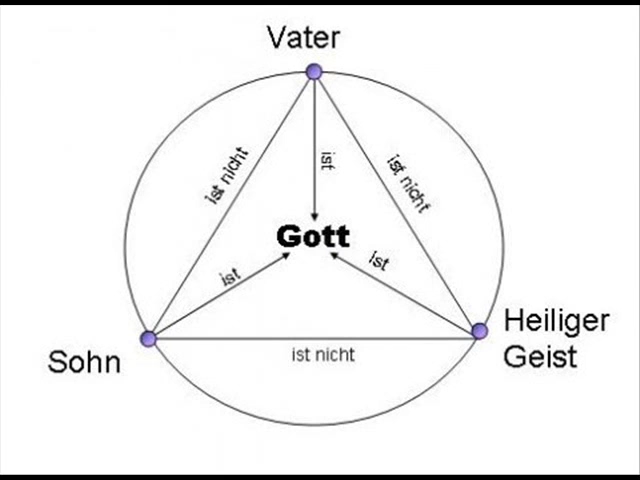 Vater
ist nicht
ist
ist nicht
Gott
ist
ist
Sohn
ist nicht
Heiliger
Geist